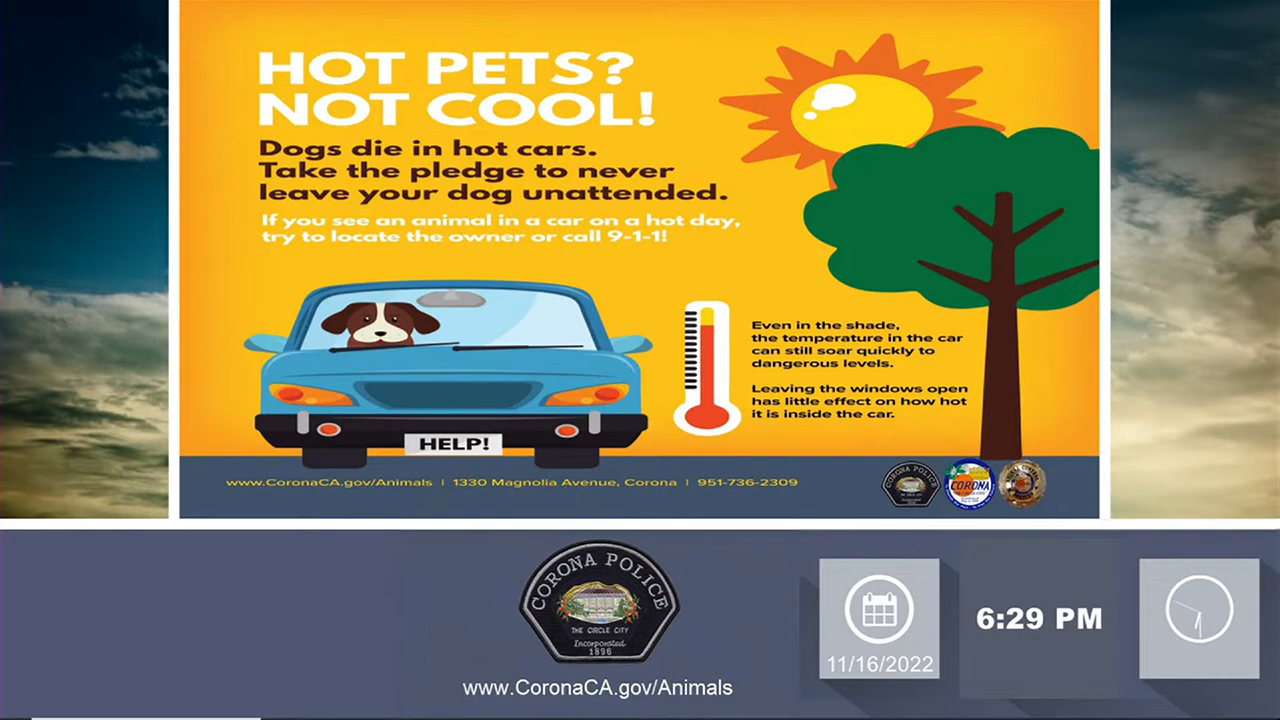 HOT PETS?
NOT COOL!
Dogs die in hot cars.
Take the pledge to never
leave your dog unattended.
If you see an animal in a car on a hot day,
try to locate the owner or call 9-1-1!
Even in the shade,
the temperature in the car
can still soar quickly to
dangerous levels.
Leaving the windows open
has little effect on how hot
it is inside the car.
HELP!
www.CoronaCA.gov/Animals | 1330 Magnolia Avenue, Corona | 951-736-2309
CORONA POLICE
CORONA
CORONA POLICE
THE CIRCLE CITY
Incorporated
1896
www.CoronaCA.gov/Animals
11/16/2022
6:29 PM